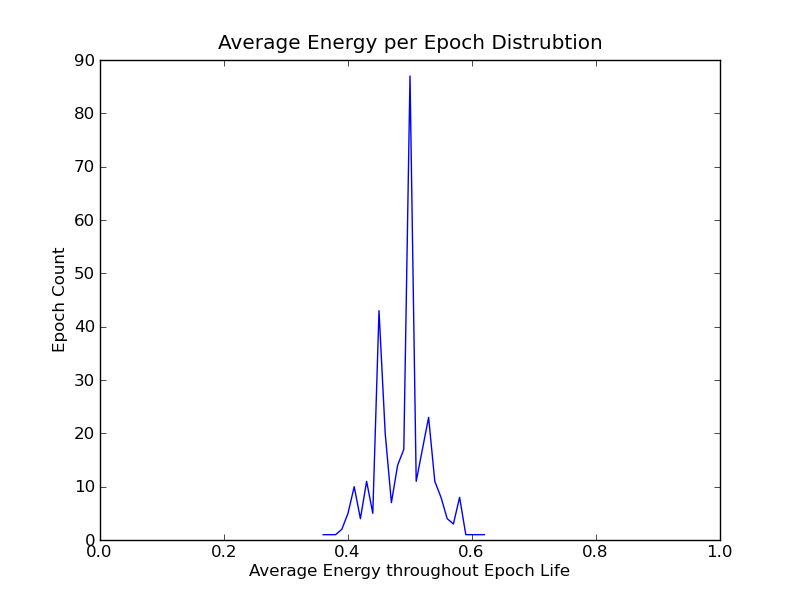 Average Energy per Epoch Distrubtion
90
80
70
60
50
40
30
20
10
0
Epoch Count
0.0 0.2 0.4 0.6 0.8 1.0
Average Energy throughout Epoch Life